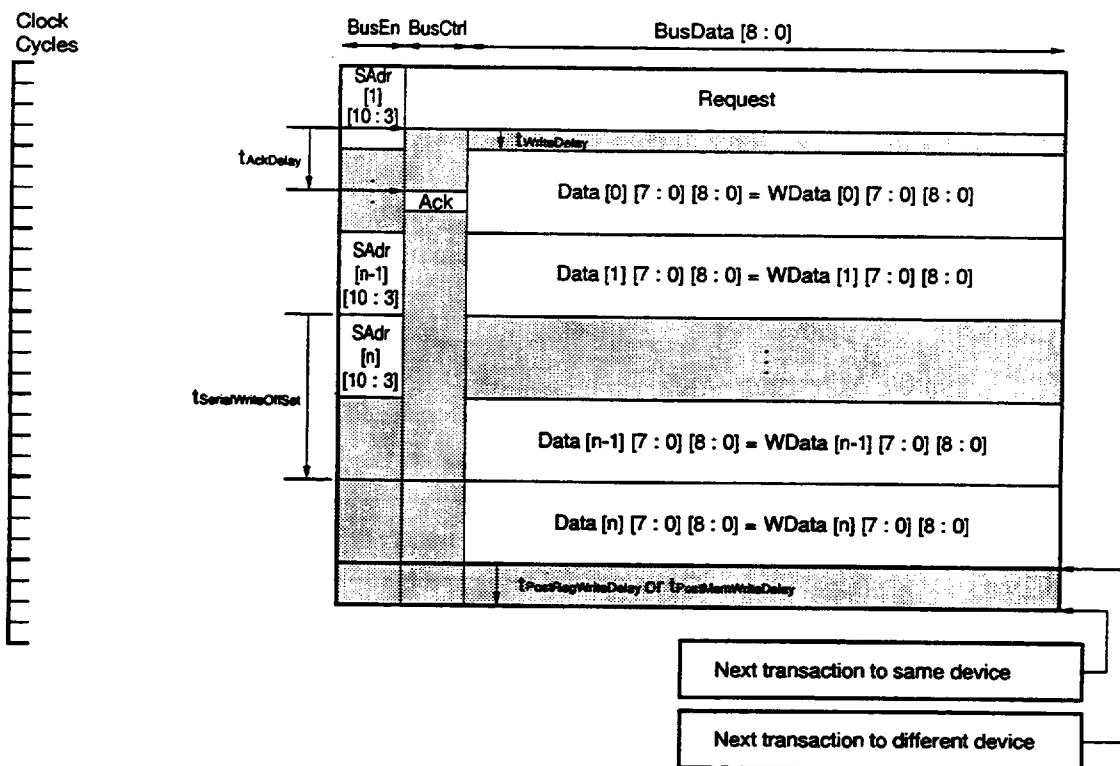 Clock
Cycles
BusEn BusCtrl BusData [8 : 0]
SAdr
[1]
[10 : 3]
Request
tWriteDelay
tAckDelay
Data [0] [7 : 0] [8 : 0] = WData [0] [7 : 0] [8 : 0]
Ack
SAdr
[n-1]
[10 : 3]
Data [1] [7 : 0] [8 : 0] = WData [1] [7 : 0] [8 : 0]
SAdr
[n]
[10 : 3]
tSerialWriteOffSet
Data [n-1] [7 : 0] [8 : 0] = WData [n-1] [7 : 0] [8 : 0]
Data [n] [7 : 0] [8 : 0] = WData [n] [7 : 0] [8 : 0]
tPostRegWriteDelay or tPostMemWriteDelay
Next transaction to same device
Next transaction to different device